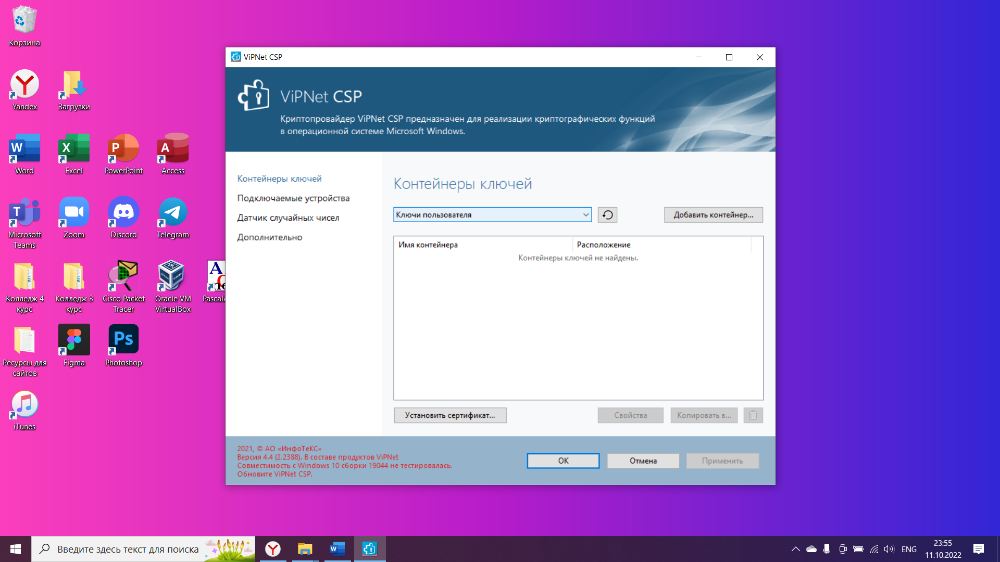 Корзина
Yandex
Загрузки
Word
Excel
PowerPoint
Access
Microsoft
Teams
Zoom
Discord
Telegram
Колледж 4
курс
Колледж 3
курс
Cisco Packet
Tracer
Oracle VM
VirtualBox
Ресурсы для
сайтов
Figma
Photoshop
iTunes
ViPNet CSP
ViPNet CSP
Криптопровайдер ViPNet CSP предназначен для реализации криптографических функций
в операционной системе Microsoft Windows.
Контейнеры ключей
Подключаемые устройства
Датчик случайных чисел
Дополнительно
Контейнеры ключей
Ключи пользователя
Добавить контейнер...
Имя контейнера
Расположение
Контейнеры ключей не найдены.
Установить сертификат...
Свойства
Копировать в...
2021, © АО «ИнфоТеКС»
Версия 4.4 (2.2388). В составе продуктов ViPNet
Совместимость с Windows 10 сборки 19044 не тестировалась.
Обновите ViPNet CSP.
ОК
Отмена
Применить
Введите здесь текст для поиска
ENG
23:55
11.10.2022